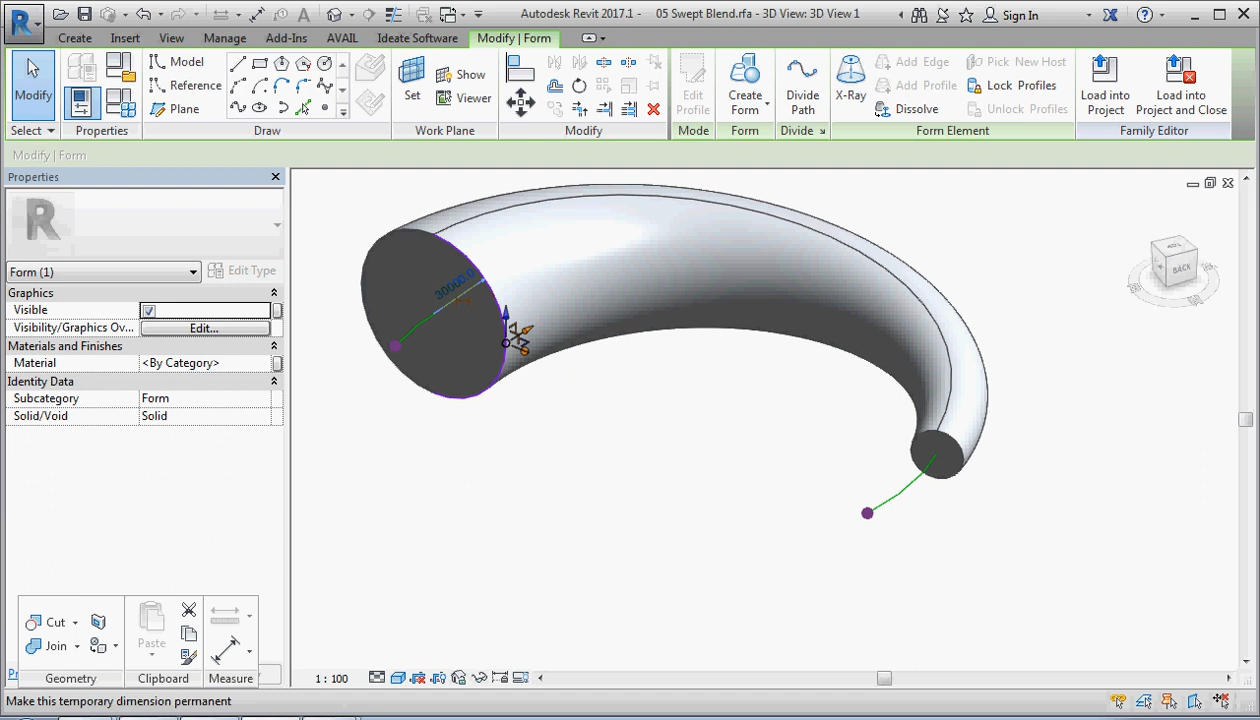 Autodesk Revit 2017.1 - 05 Swept Blend.rfa - 3D View: 3D View 1
Sign In
Create Insert View Manage Add-Ins AVAIL Ideate Software Modify | Form
Modify
Select
Properties
Model
Reference
Plane
Draw
Set
Show
Viewer
Work Plane
Modify
Edit
Profile
Mode
Create
Form
Form
Divide
Path
Divide
X-Ray
Add Edge
Add Profile
Dissolve
Pick New Host
Lock Profiles
Unlock Profiles
Form Element
Load into
Project
Load into
Project and Close
Family Editor
Modify | Form
Properties
R
Form (1)
Edit Type
Graphics
Visible
Visibility/Graphics Ov... Edit...
Materials and Finishes
Material <By Category>
Identity Data
Subcategory Form
Solid/Void Solid
30000.0
BACK
Cut
Join
Geometry
Paste
Clipboard
Measure
1 : 100
Make this temporary dimension permanent